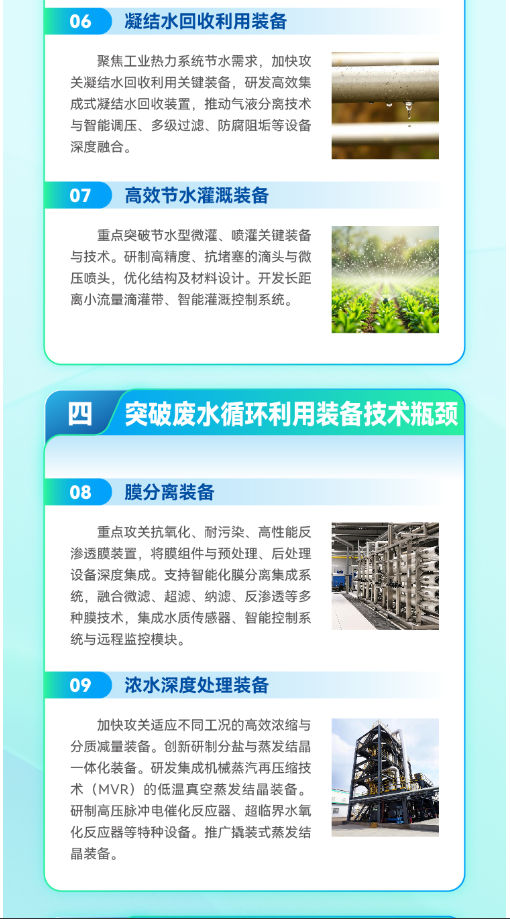 06 凝结水回收利用装备
聚焦工业热力系统节水需求，加快攻
关凝结水回收利用关键装备，研发高效集
成式凝结水回收装置，推动气液分离技术
与智能调压、多级过滤、防腐阻垢等设备
深度融合。
07 高效节水灌溉装备
重点突破节水型微灌、喷灌关键装备
与技术。研制高精度、抗堵塞的滴头与微
压喷头，优化结构及材料设计。开发长距
离小流量滴灌带、智能灌溉控制系统。
四 突破废水循环利用装备技术瓶颈
08 膜分离装备
重点攻关抗氧化、耐污染、高性能反
渗透膜装置，将膜组件与预处理、后处理
设备深度集成。支持智能化膜分离集成系
统，融合微滤、超滤、纳滤、反渗透等多
种膜技术，集成水质传感器、智能控制系
统与远程监控模块。
09 浓水深度处理装备
加快攻关适应不同工况的高效浓缩与
分质减量装备。创新研制分盐与蒸发结晶
一体化装备。研发集成机械蒸汽再压缩技
术（MVR）的低温真空蒸发结晶装备。
研制高压脉冲电催化反应器、超临界水氧
化反应器等特种设备。推广撬装式蒸发结
晶装备。